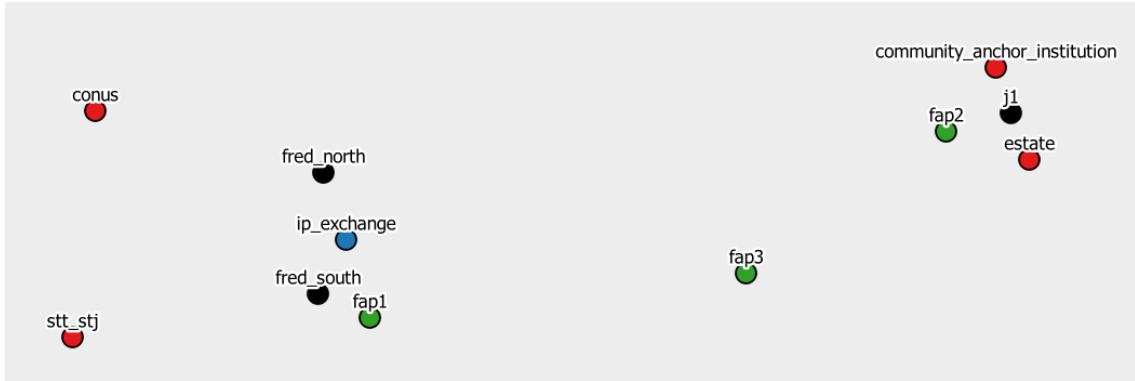 community_anchor_institution
conus
j1
fap2
estate
fred_north
ip_exchange
fap3
fred_south
fap1
stt_stj